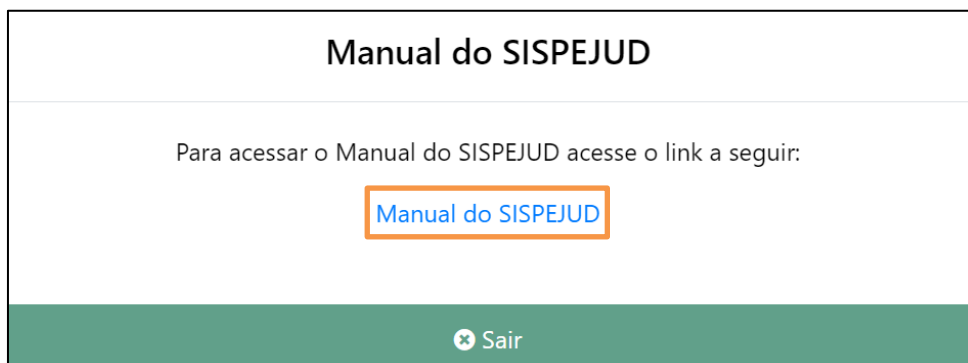 Manual do SISPEJUD
Para acessar o Manual do SISPEJUD acesse o link a seguir:
Manual do SISPEJUD
Sair